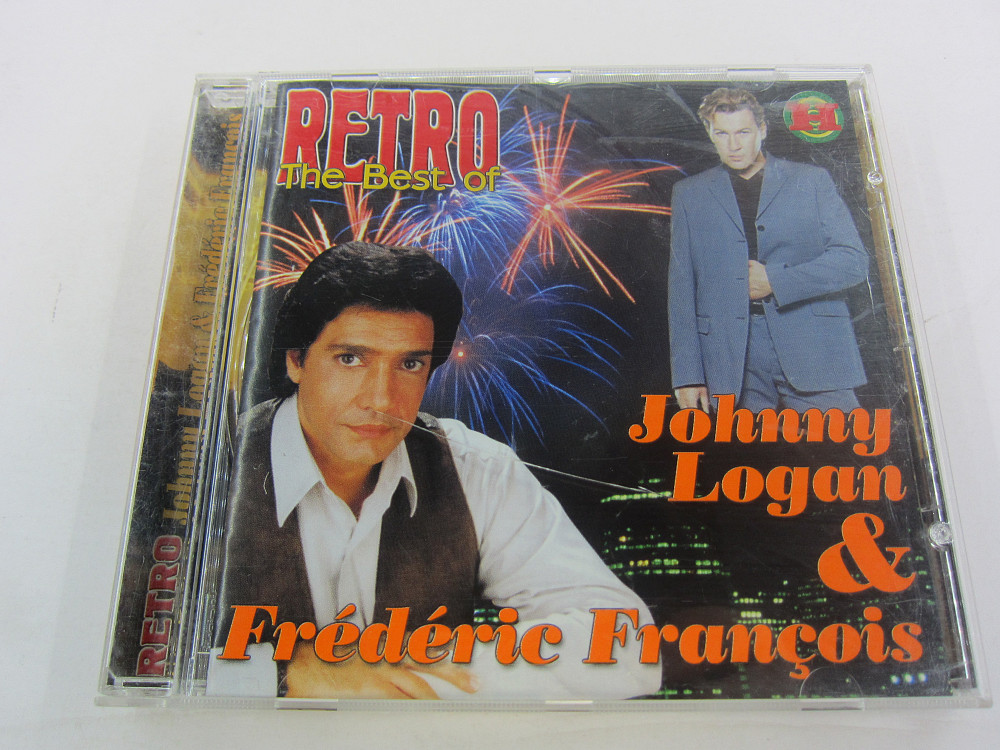 RETRO
The Best of
H
Johnny
Logan
&
Frédéric François
RETRO Johnny Logan & Frédéric François